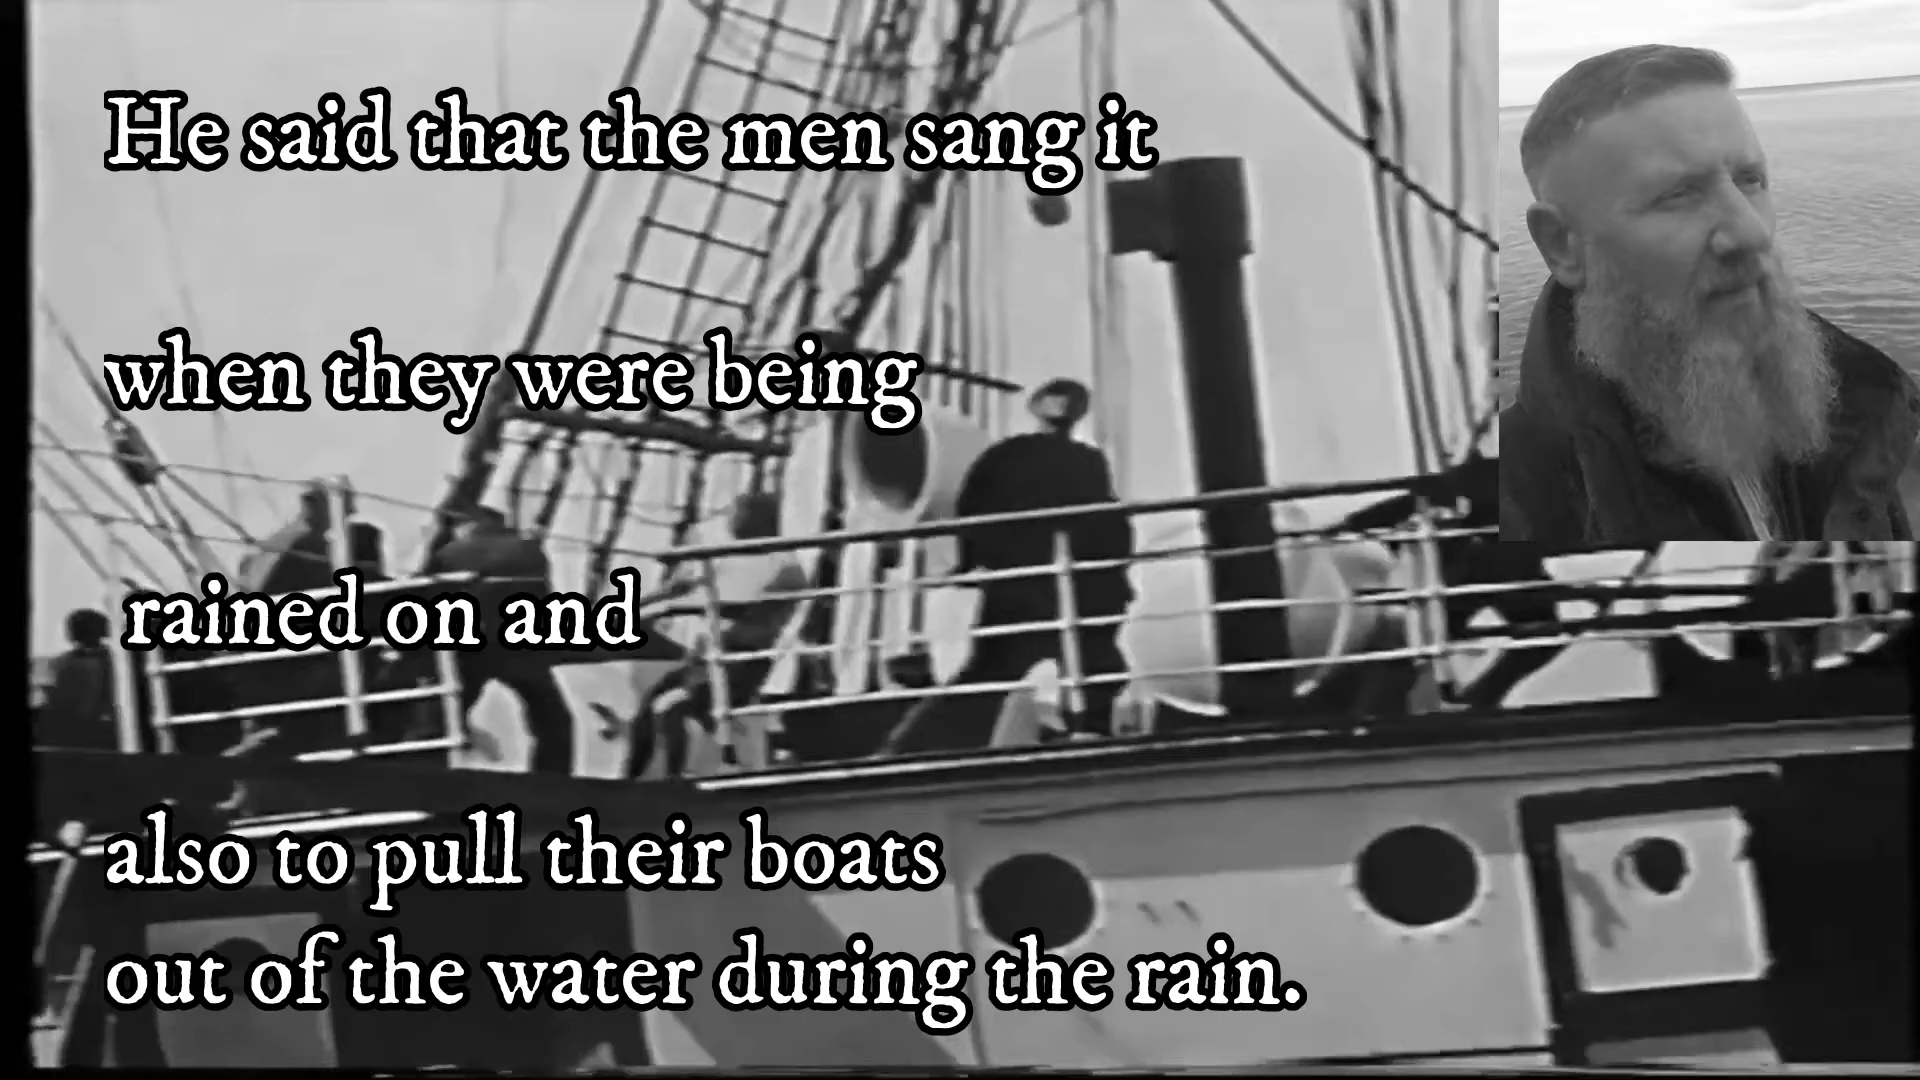 He said that the men sang it
when they were being
rained on and
also to pull their boats
out of the water during the rain.